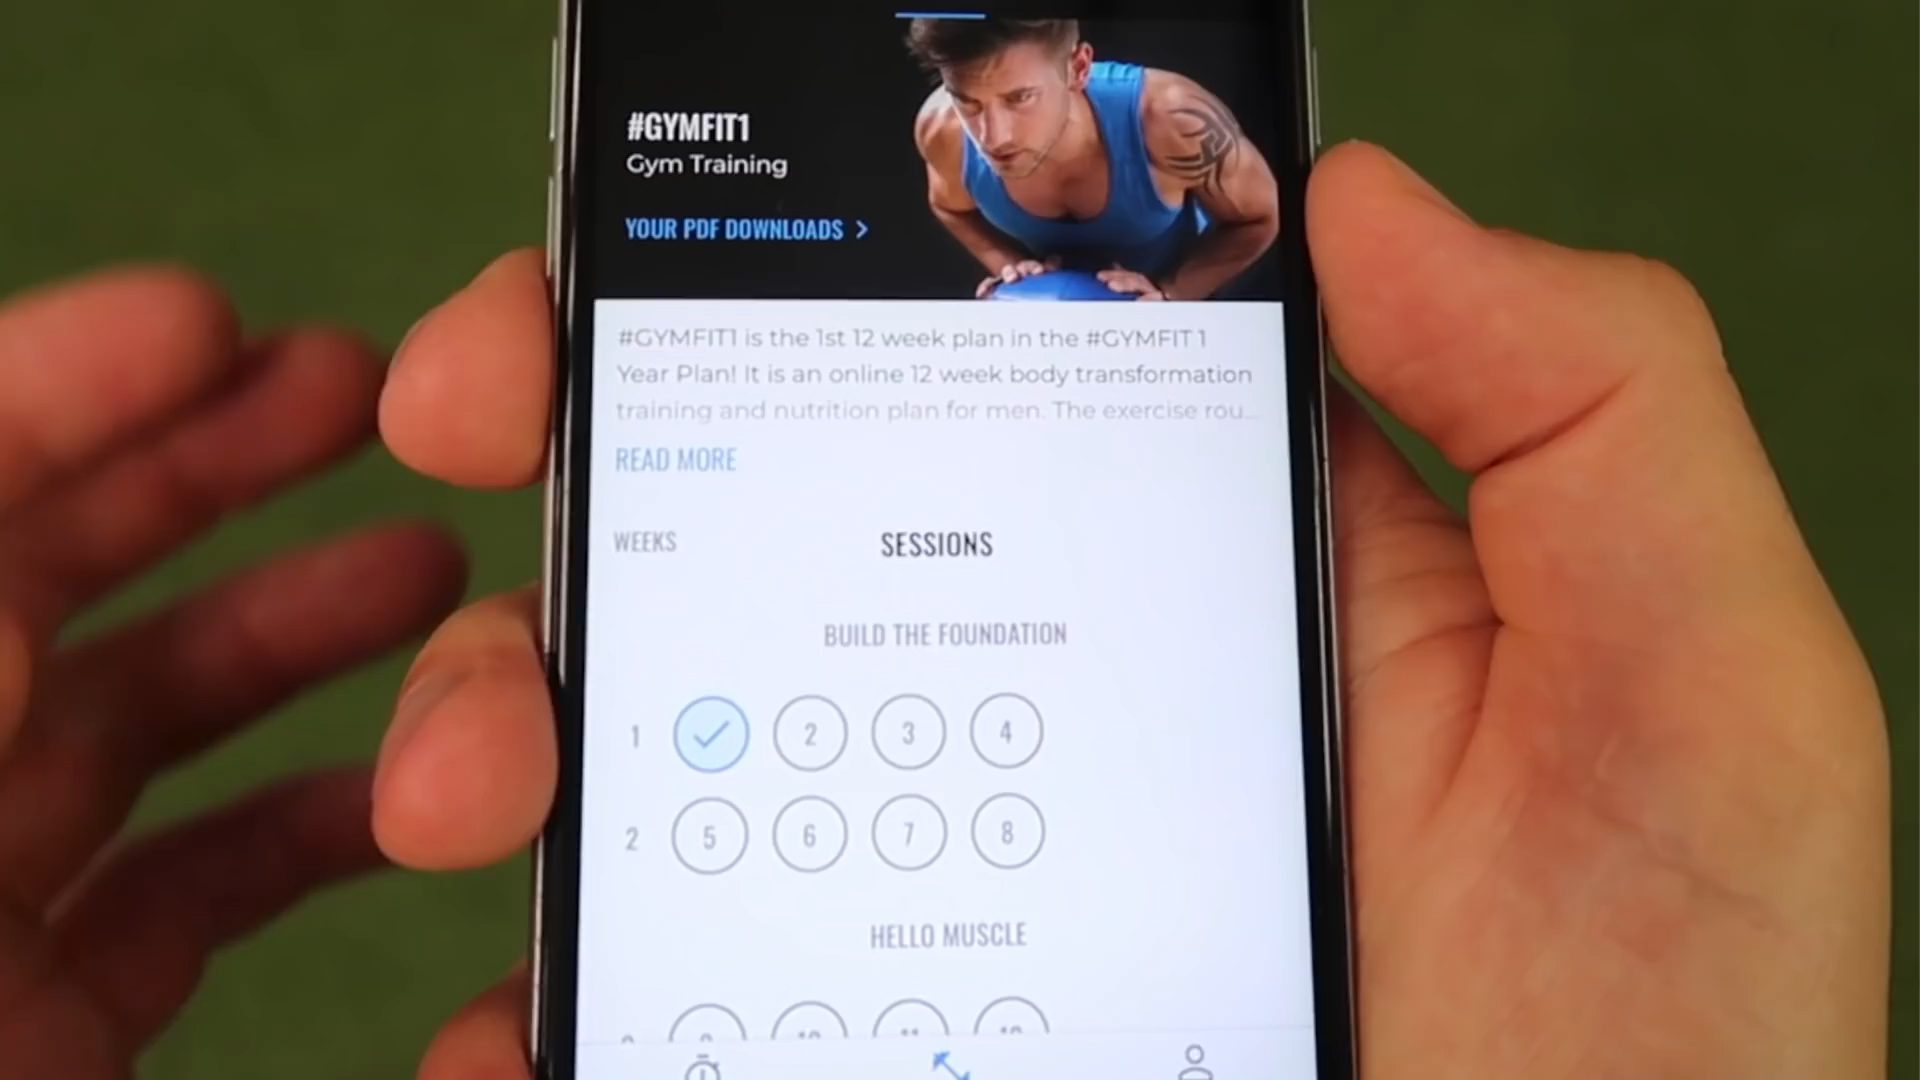 #GYMFIT1
Gym Training
YOUR PDF DOWNLOADS >
#GYMFIT1 is the 1st 12 week plan in the #GYMFIT 1
Year Plan! It is an online 12 week body transformation
training and nutrition plan for men. The exercise rou...
READ MORE
WEEKS SESSIONS
BUILD THE FOUNDATION
1 2 3 4
2 5 6 7 8
HELLO MUSCLE